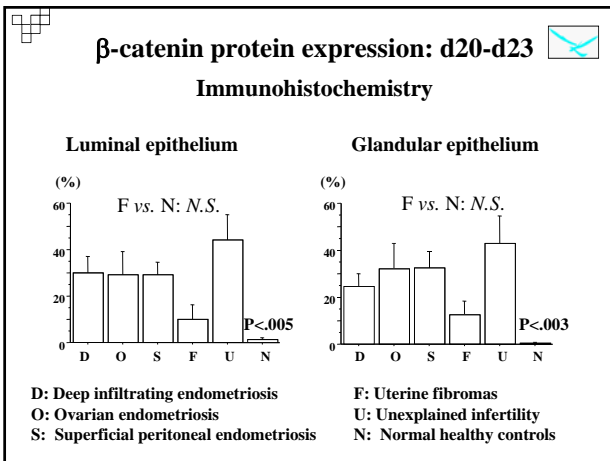 β-catenin protein expression: d20-d23
Immunohistochemistry
Luminal epithelium
(%)
F vs. N: N.S.
60
40
20
0
P<.005
D O S F U N
Glandular epithelium
(%)
F vs. N: N.S.
60
40
20
0
P<.003
D O S F U N
D: Deep infiltrating endometriosis
O: Ovarian endometriosis
S: Superficial peritoneal endometriosis
F: Uterine fibromas
U: Unexplained infertility
N: Normal healthy controls